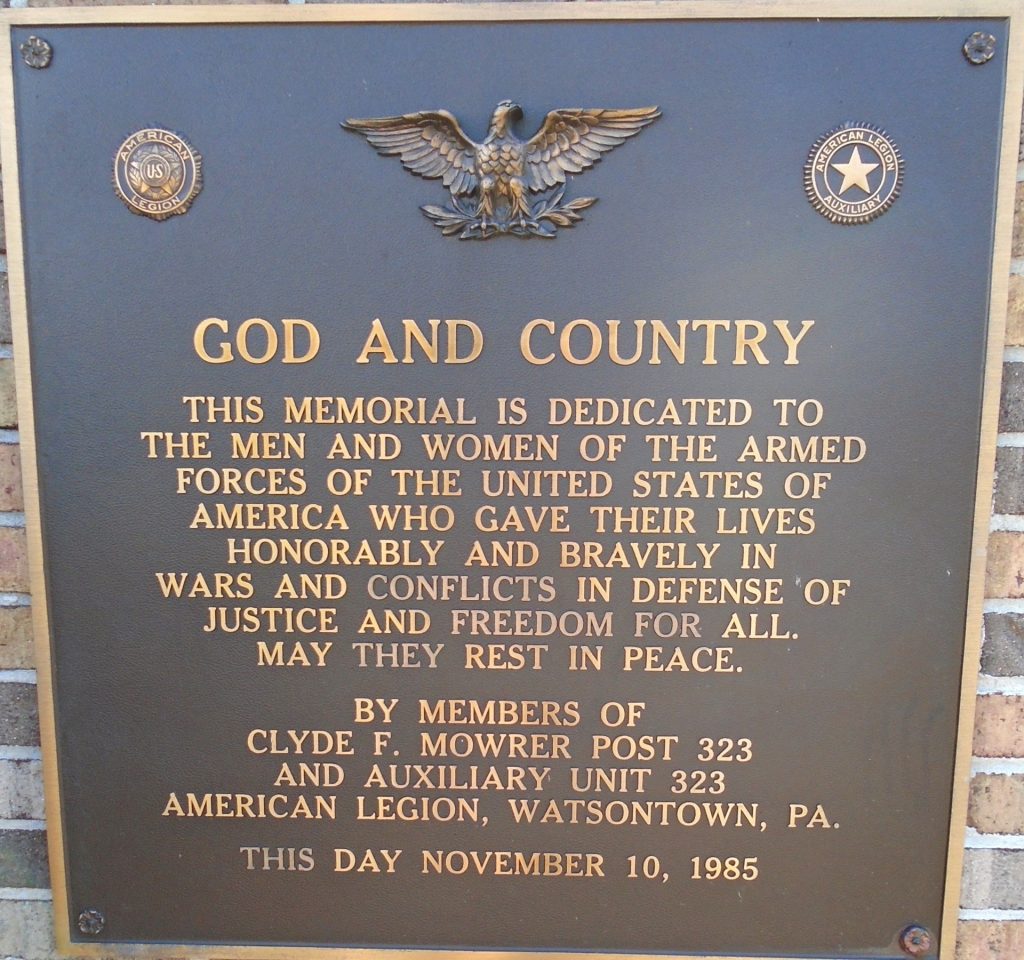 AMERICAN
U·S
LEGION
AMERICAN LEGION
AUXILIARY
GOD AND COUNTRY
THIS MEMORIAL IS DEDICATED TO
THE MEN AND WOMEN OF THE ARMED
FORCES OF THE UNITED STATES OF
AMERICA WHO GAVE THEIR LIVES
HONORABLY AND BRAVELY IN
WARS AND CONFLICTS IN DEFENSE OF
JUSTICE AND FREEDOM FOR ALL.
MAY THEY REST IN PEACE.
BY MEMBERS OF
CLYDE F. MOWRER POST 323
AND AUXILIARY UNIT 323
AMERICAN LEGION, WATSONTOWN, PA.
THIS DAY NOVEMBER 10, 1985